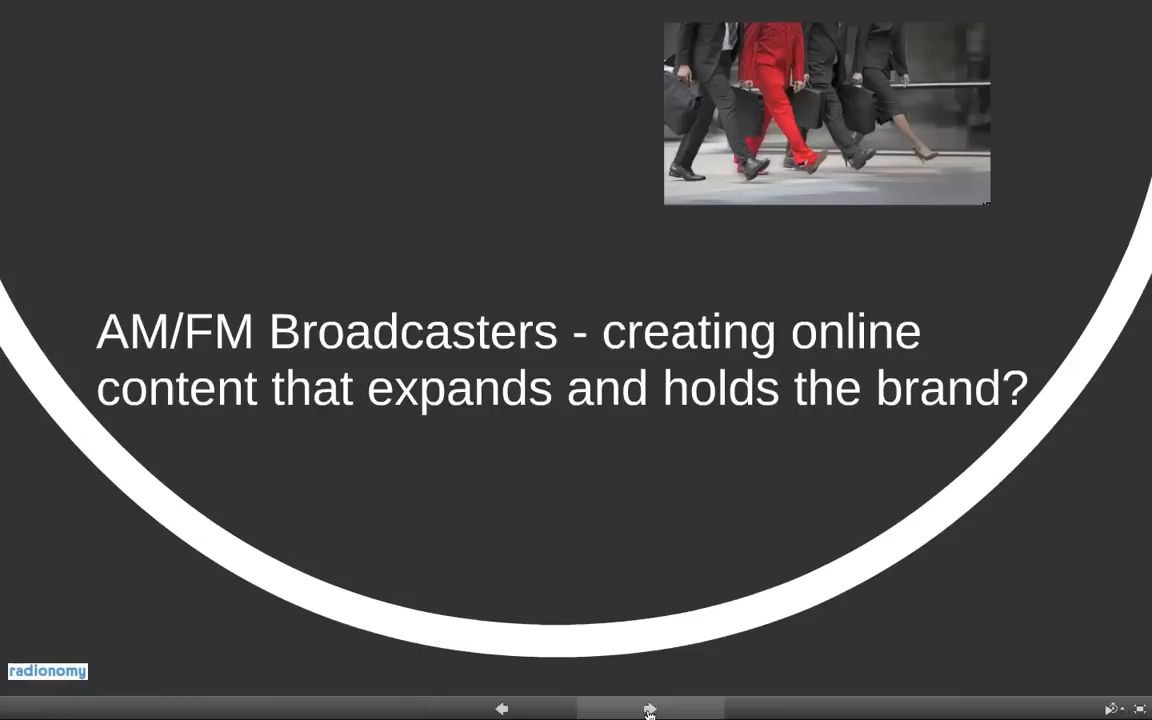 AM/FM Broadcasters - creating online
content that expands and holds the brand?
radionomy